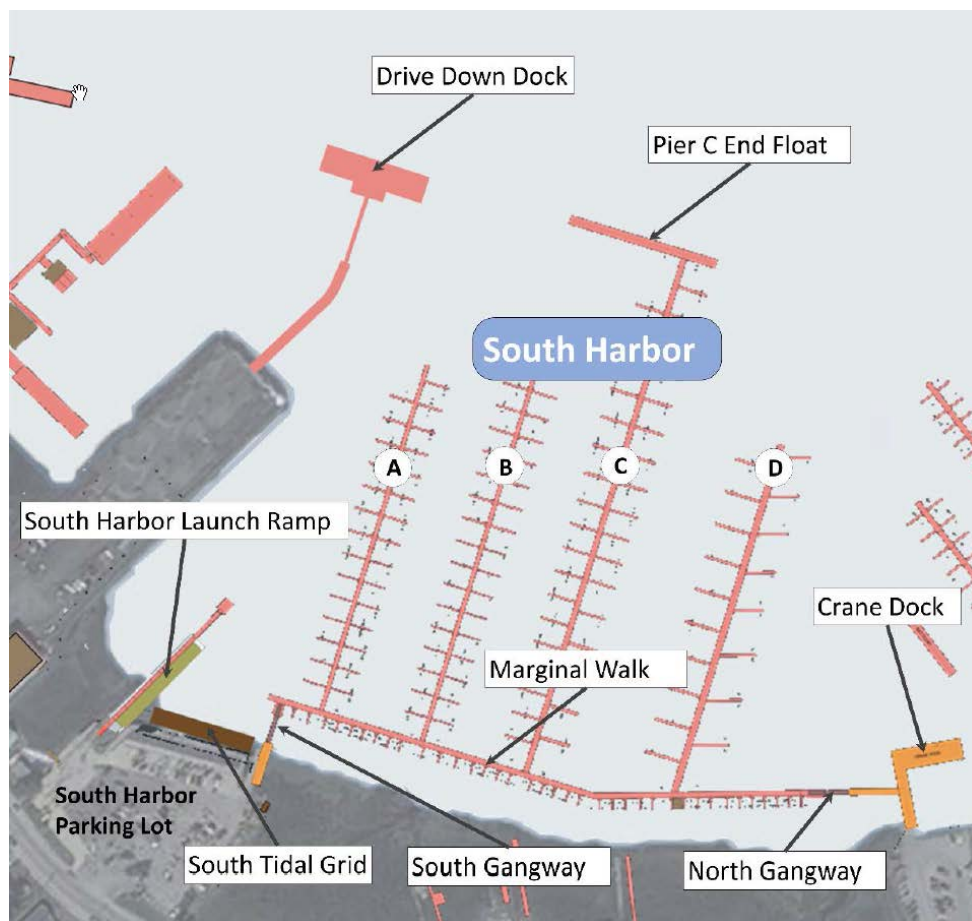 Drive Down Dock
Pier C End Float
South Harbor
A
B
C
D
South Harbor Launch Ramp
Crane Dock
Marginal Walk
South Harbor
Parking Lot
South Tidal Grid
South Gangway
North Gangway